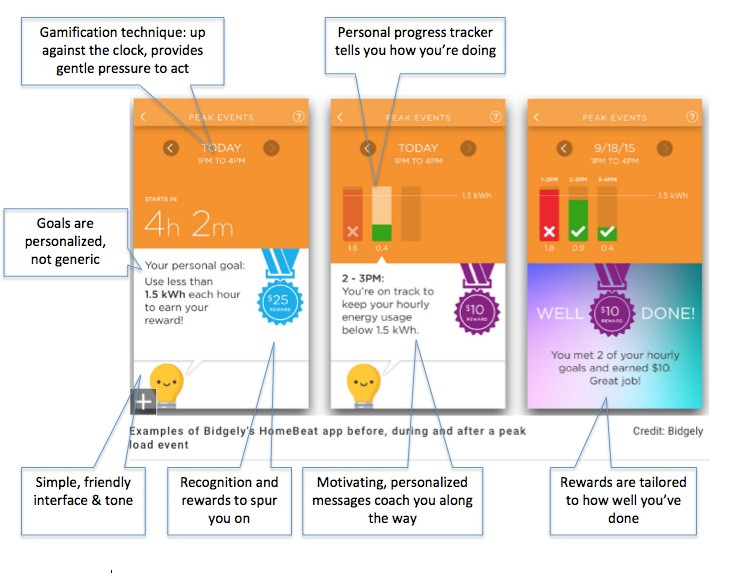 Gamification technique: up
against the clock, provides
gentle pressure to act
Personal progress tracker
tells you how you're doing
PEAK EVENTS
?
TODAY
1PM TO 4PM
STARTS IN
4h 2m
Your personal goal:
Use less than
1.5 kWh each hour
to earn your
reward!
$25
REWARD
PEAK EVENTS
?
TODAY
1PM TO 4PM
1.5 kWh
1.8 0.4
2 - 3PM:
You're on track to
keep your hourly
energy usage
below 1.5 kWh.
$10
REWARD
PEAK EVENTS
?
9/18/15
1PM TO 4PM
1-2PM 2-3PM 3-4PM
1.5 kWh
1.8 0.9 0.4
WELL $10 DONE!
REWARD
You met 2 of your hourly
goals and earned $10.
Great job!
Goals are
personalized,
not generic
Examples of Bidgely's HomeBeat app before, during and after a peak
load event
Credit: Bidgely
Simple, friendly
interface & tone
Recognition and
rewards to spur
you on
Motivating, personalized
messages coach you along
the way
Rewards are tailored
to how well you've
done